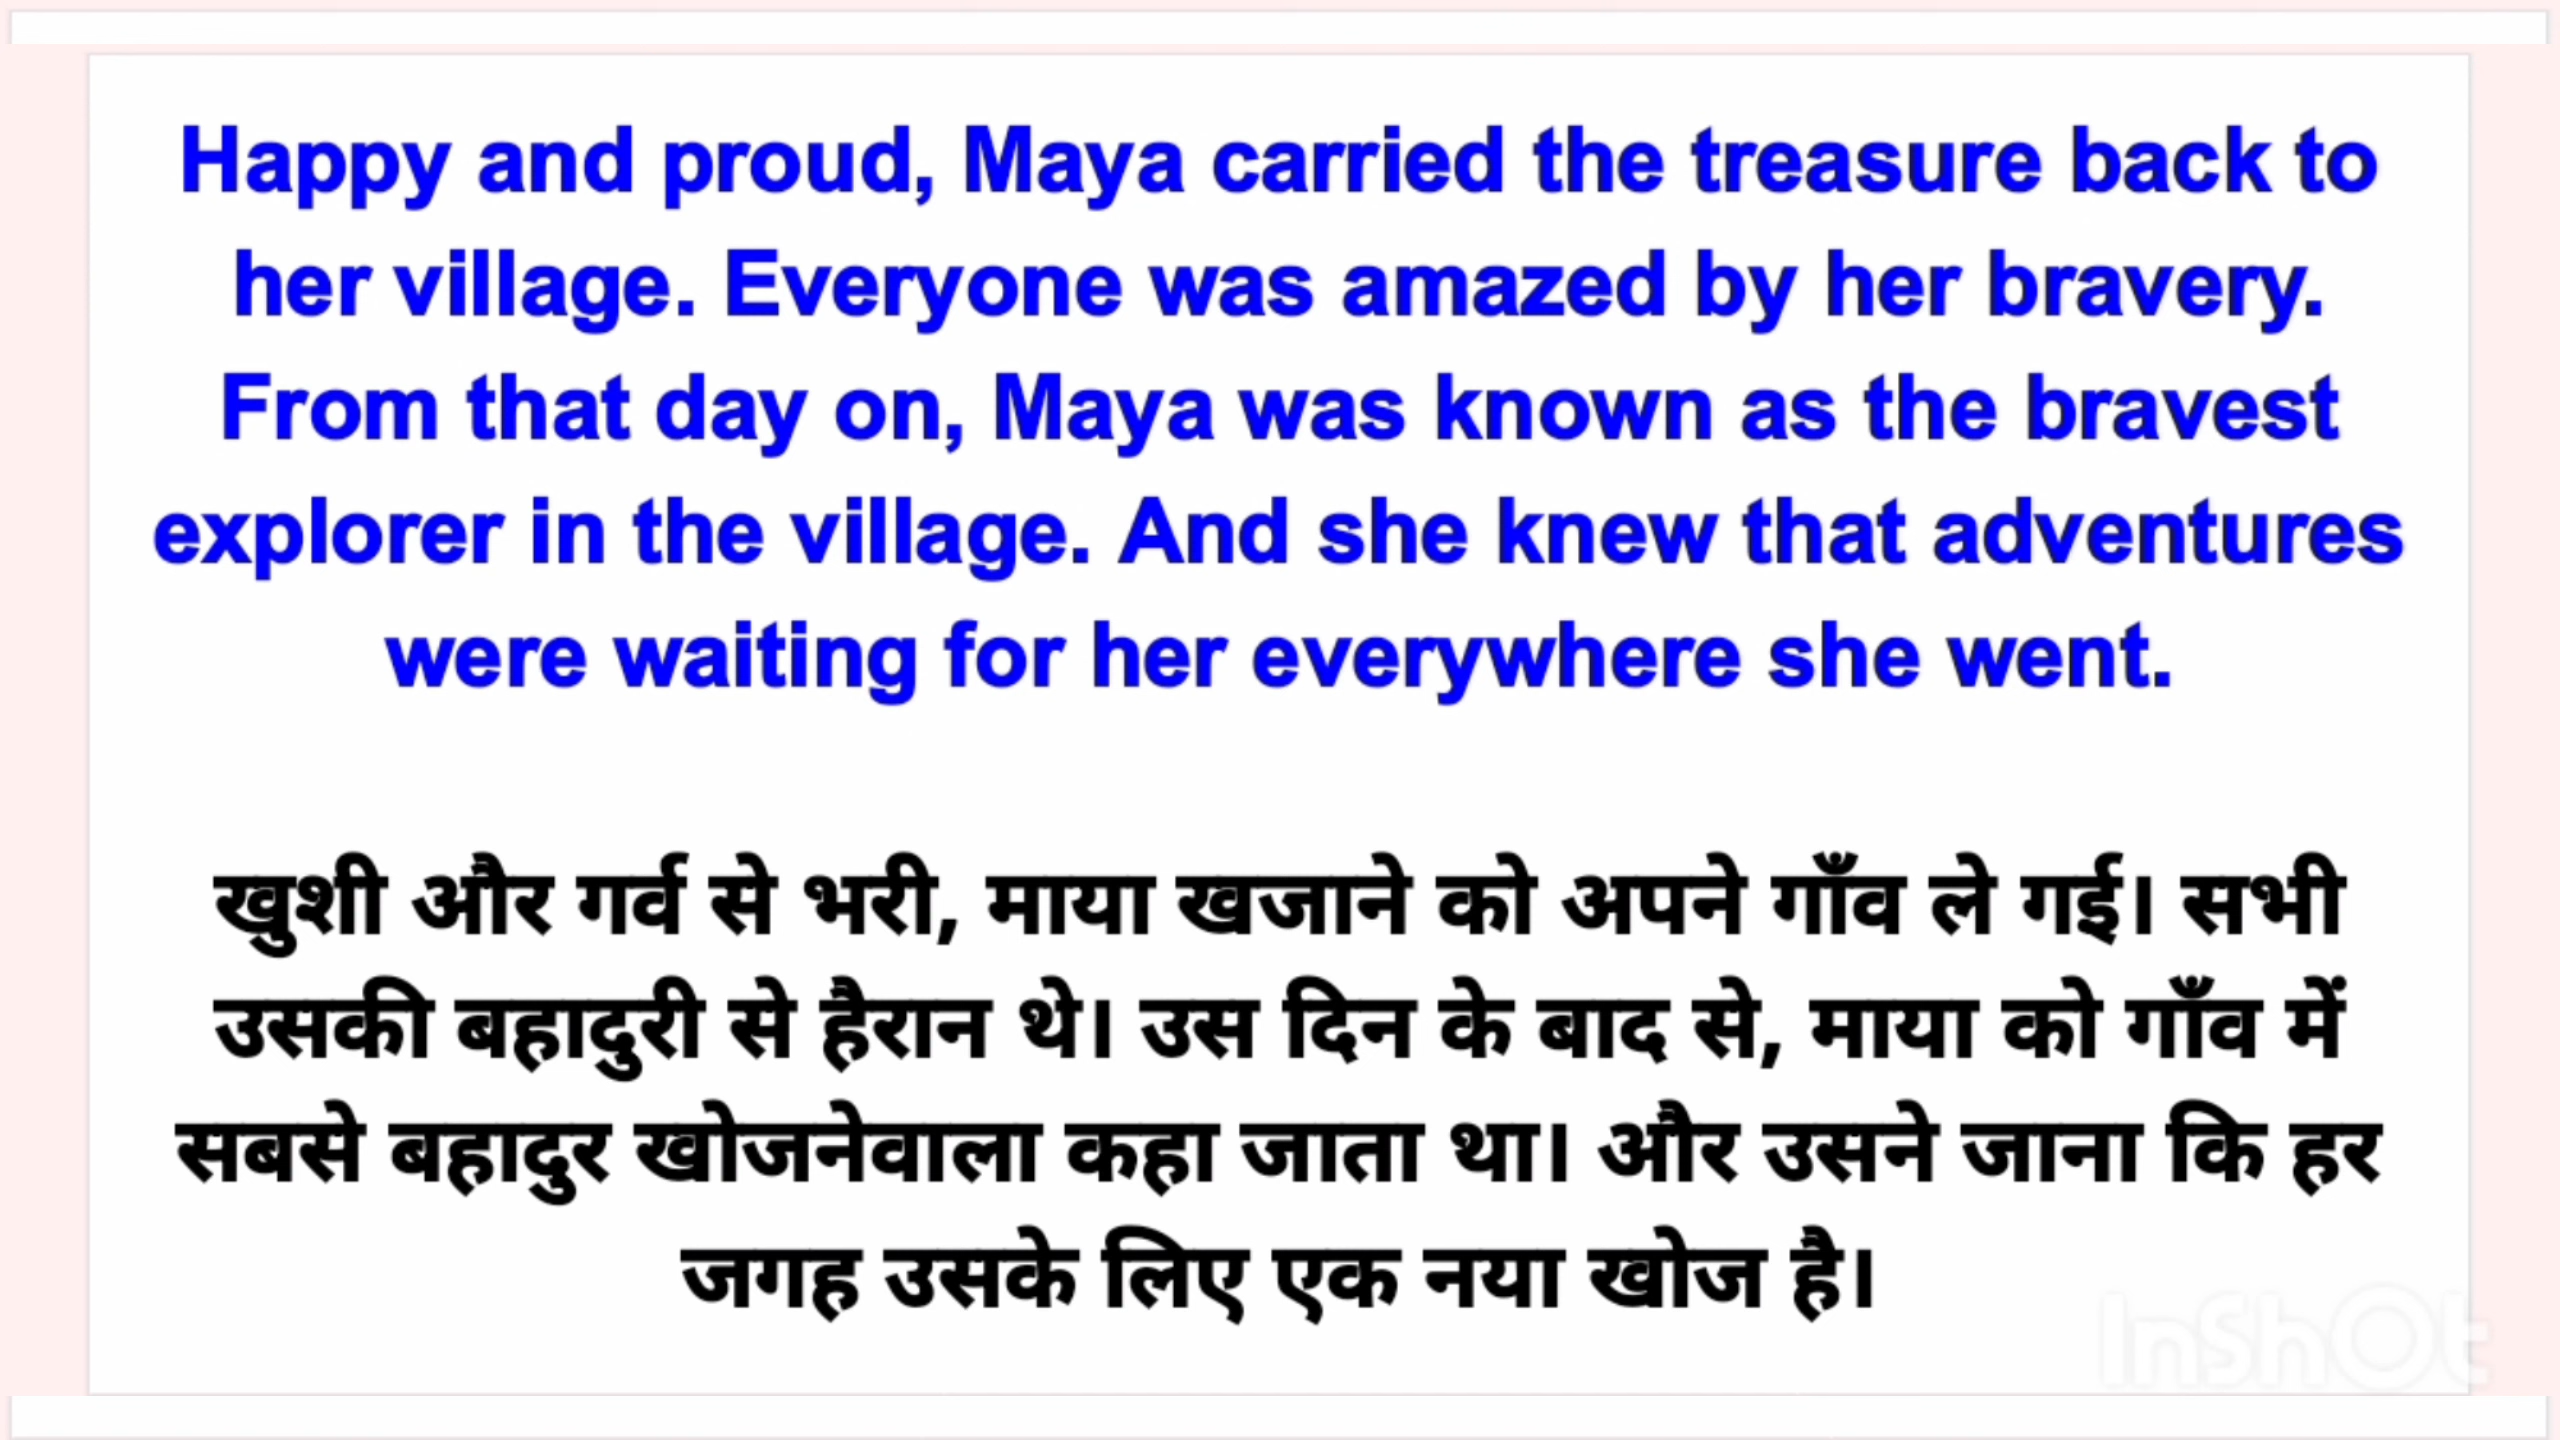 Happy and proud, Maya carried the treasure back to
her village. Everyone was amazed by her bravery.
From that day on, Maya was known as the bravest
explorer in the village. And she knew that adventures
were waiting for her everywhere she went.
खुशी और गर्व से भरी, माया खजाने को अपने गाँव ले गई। सभी
उसकी बहादुरी से हैरान थे। उस दिन के बाद से, माया को गाँव में
सबसे बहादुर खोजनेवाला कहा जाता था। और उसने जाना कि हर
जगह उसके लिए एक नया खोज है।
InShOt